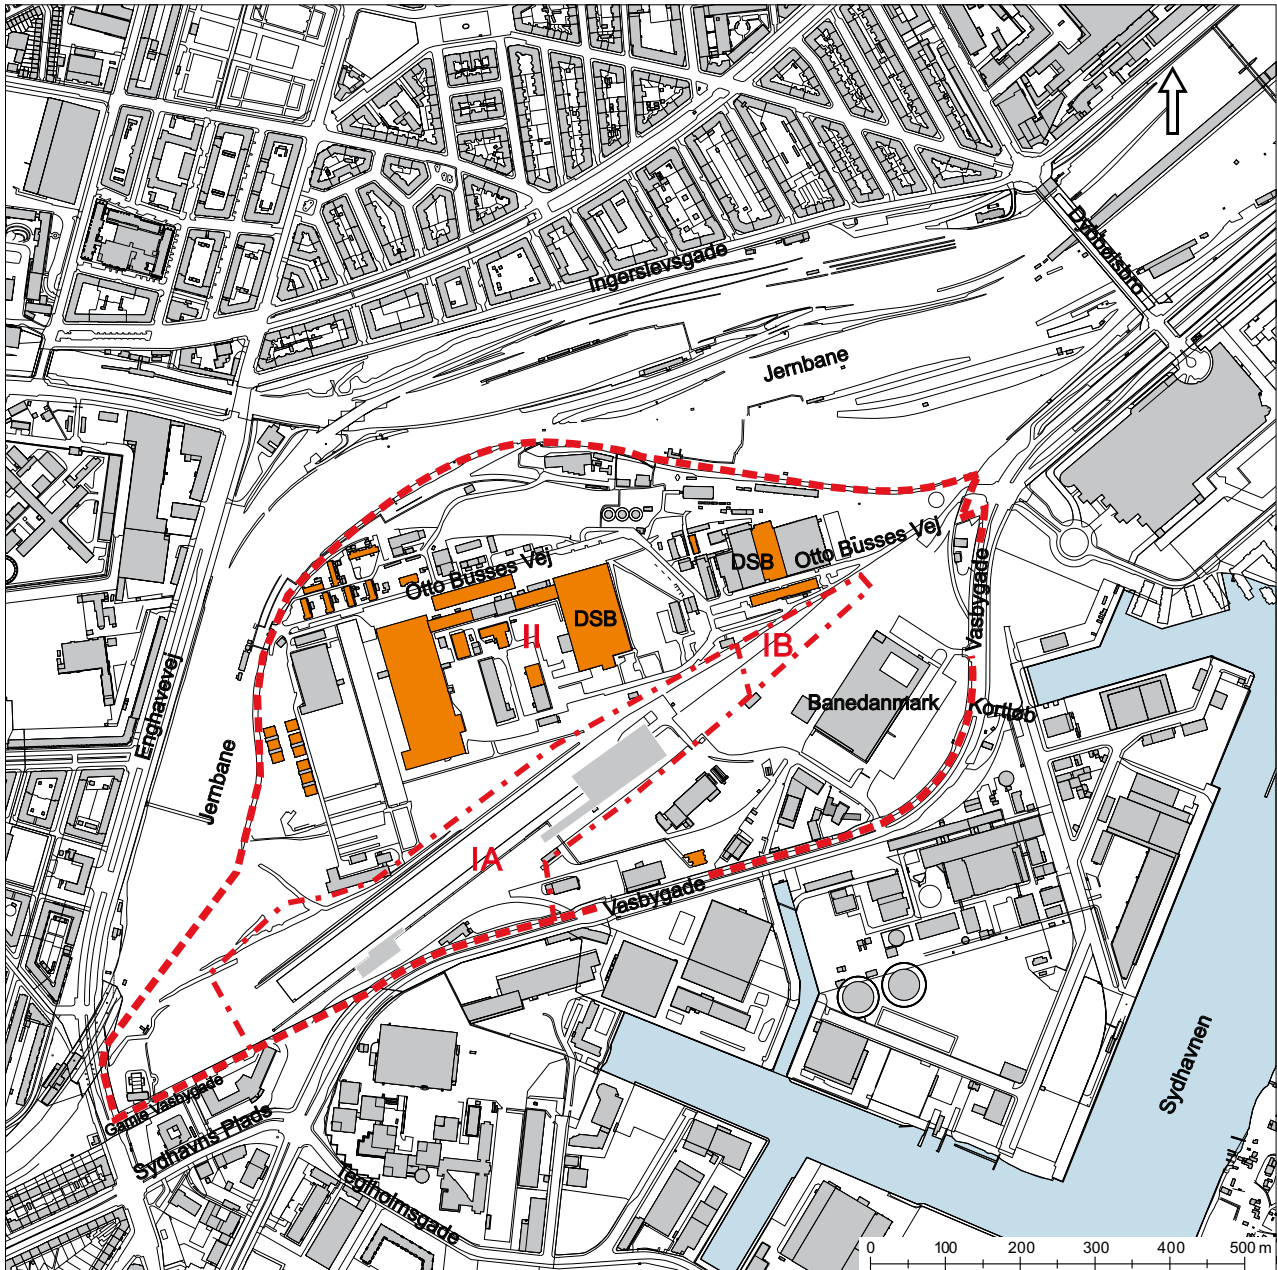 Dybbølsbro
Ingerslevsgade
Jernbane
Otto Busses Vej
DSB
Otto Busses Vej
DSB
II
IB
Vasbygade
Enghavevej
Banedanmark
Kortløb
Jernbane
IA
Vasbygade
Sydhavnen
Gamle Vasbygade
Sydhavns Plads
Teglholmsgade
0 100 200 300 400 500 m